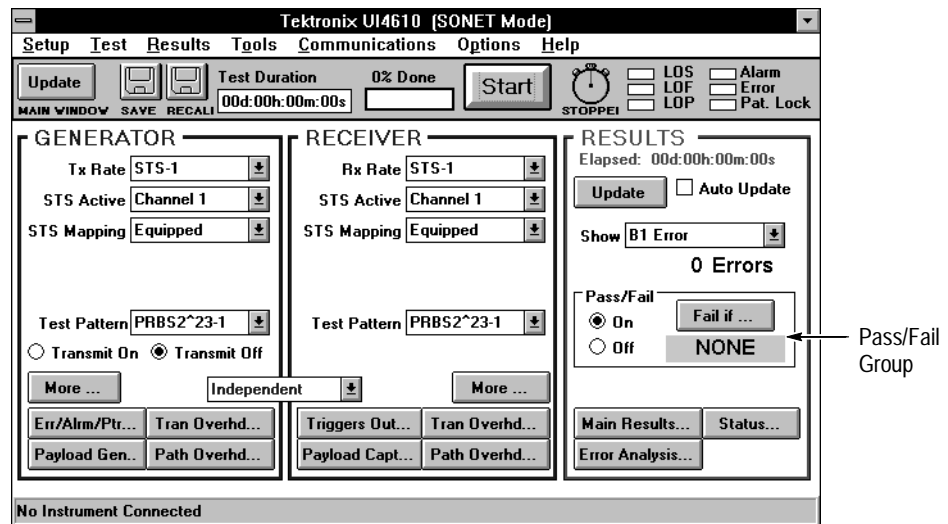 Tektronix UI4610 (SONET Mode)
Setup Test Results Tools Communications Options Help
Update
MAIN WINDOW
SAVE
RECALL
Test Duration
00d:00h:00m:00s
0% Done
Start
STOPPE
LOS
LOF
LOP
Alarm
Error
Pat. Lock
GENERATOR
Tx Rate STS-1
STS Active Channel 1
STS Mapping Equipped
Test Pattern PRBS2^23-1
Transmit On Transmit Off
More ...
Independent
Err/Alrm/Ptr... Tran Overhd...
Payload Gen.. Path Overhd...
RECEIVER
Rx Rate STS-1
STS Active Channel 1
STS Mapping Equipped
Test Pattern PRBS2^23-1
More ...
Triggers Out... Tran Overhd...
Payload Capt... Path Overhd...
RESULTS
Elapsed: 00d:00h:00m:00s
Update Auto Update
Show B1 Error
0 Errors
Pass/Fail
On
Off
Fail if ...
NONE
Main Results... Status...
Error Analysis...
Pass/Fail
Group
No Instrument Connected